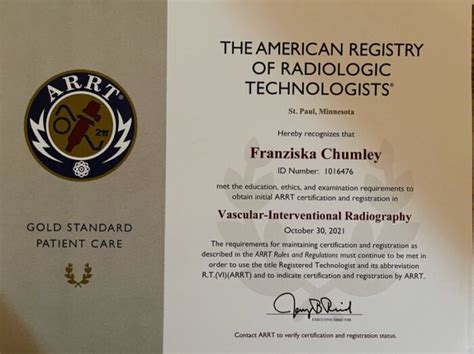 ARRT
2π
GOLD STANDARD
PATIENT CARE
THE AMERICAN REGISTRY
OF RADIOLOGIC
TECHNOLOGISTS®
St. Paul, Minnesota
Hereby recognizes that
Franziska Chumley
ID Number: 1016476
met the education, ethics, and examination requirements to
obtain initial ARRT certification and registration in
Vascular-Interventional Radiography
October 30, 2021
The requirements for maintaining certification and registration as
described in the ARRT Rules and Regulations must continue to be met in
order to use the title Registered Technologist and its abbreviation
R.T.(VI)(ARRT) and to indicate certification and registration by ARRT.
EXECUTIVE DIRECTOR
Contact ARRT to verify certification and registration status.